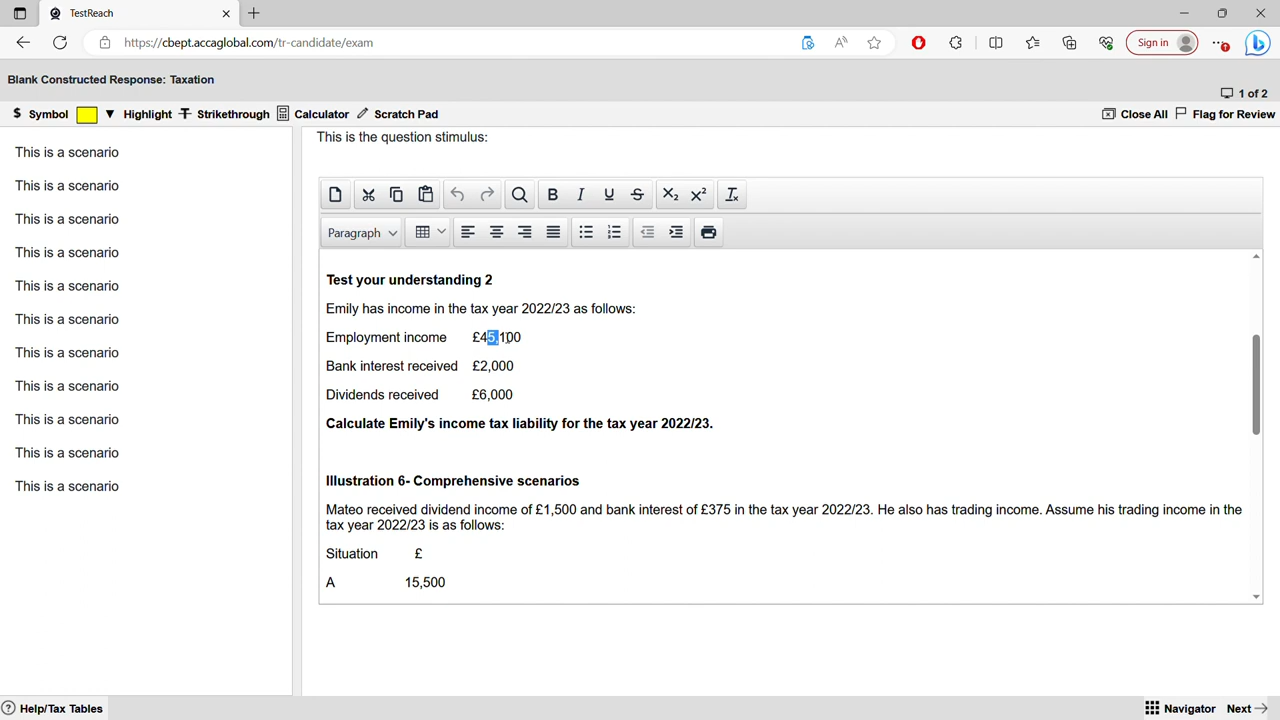 TestReach
https://cbept.accaglobal.com/tr-candidate/exam
Sign in
Blank Constructed Response: Taxation
1 of 2
$ Symbol Highlight Strikethrough Calculator Scratch Pad Close All Flag for Review
This is a scenario
This is a scenario
This is a scenario
This is a scenario
This is a scenario
This is a scenario
This is a scenario
This is a scenario
This is a scenario
This is a scenario
This is a scenario
This is the question stimulus:
Paragraph
Test your understanding 2
Emily has income in the tax year 2022/23 as follows:
Employment income £45,100
Bank interest received £2,000
Dividends received £6,000
Calculate Emily's income tax liability for the tax year 2022/23.
Illustration 6- Comprehensive scenarios
Mateo received dividend income of £1,500 and bank interest of £375 in the tax year 2022/23. He also has trading income. Assume his trading income in the
tax year 2022/23 is as follows:
Situation £
A 15,500
Help/Tax Tables
Navigator Next